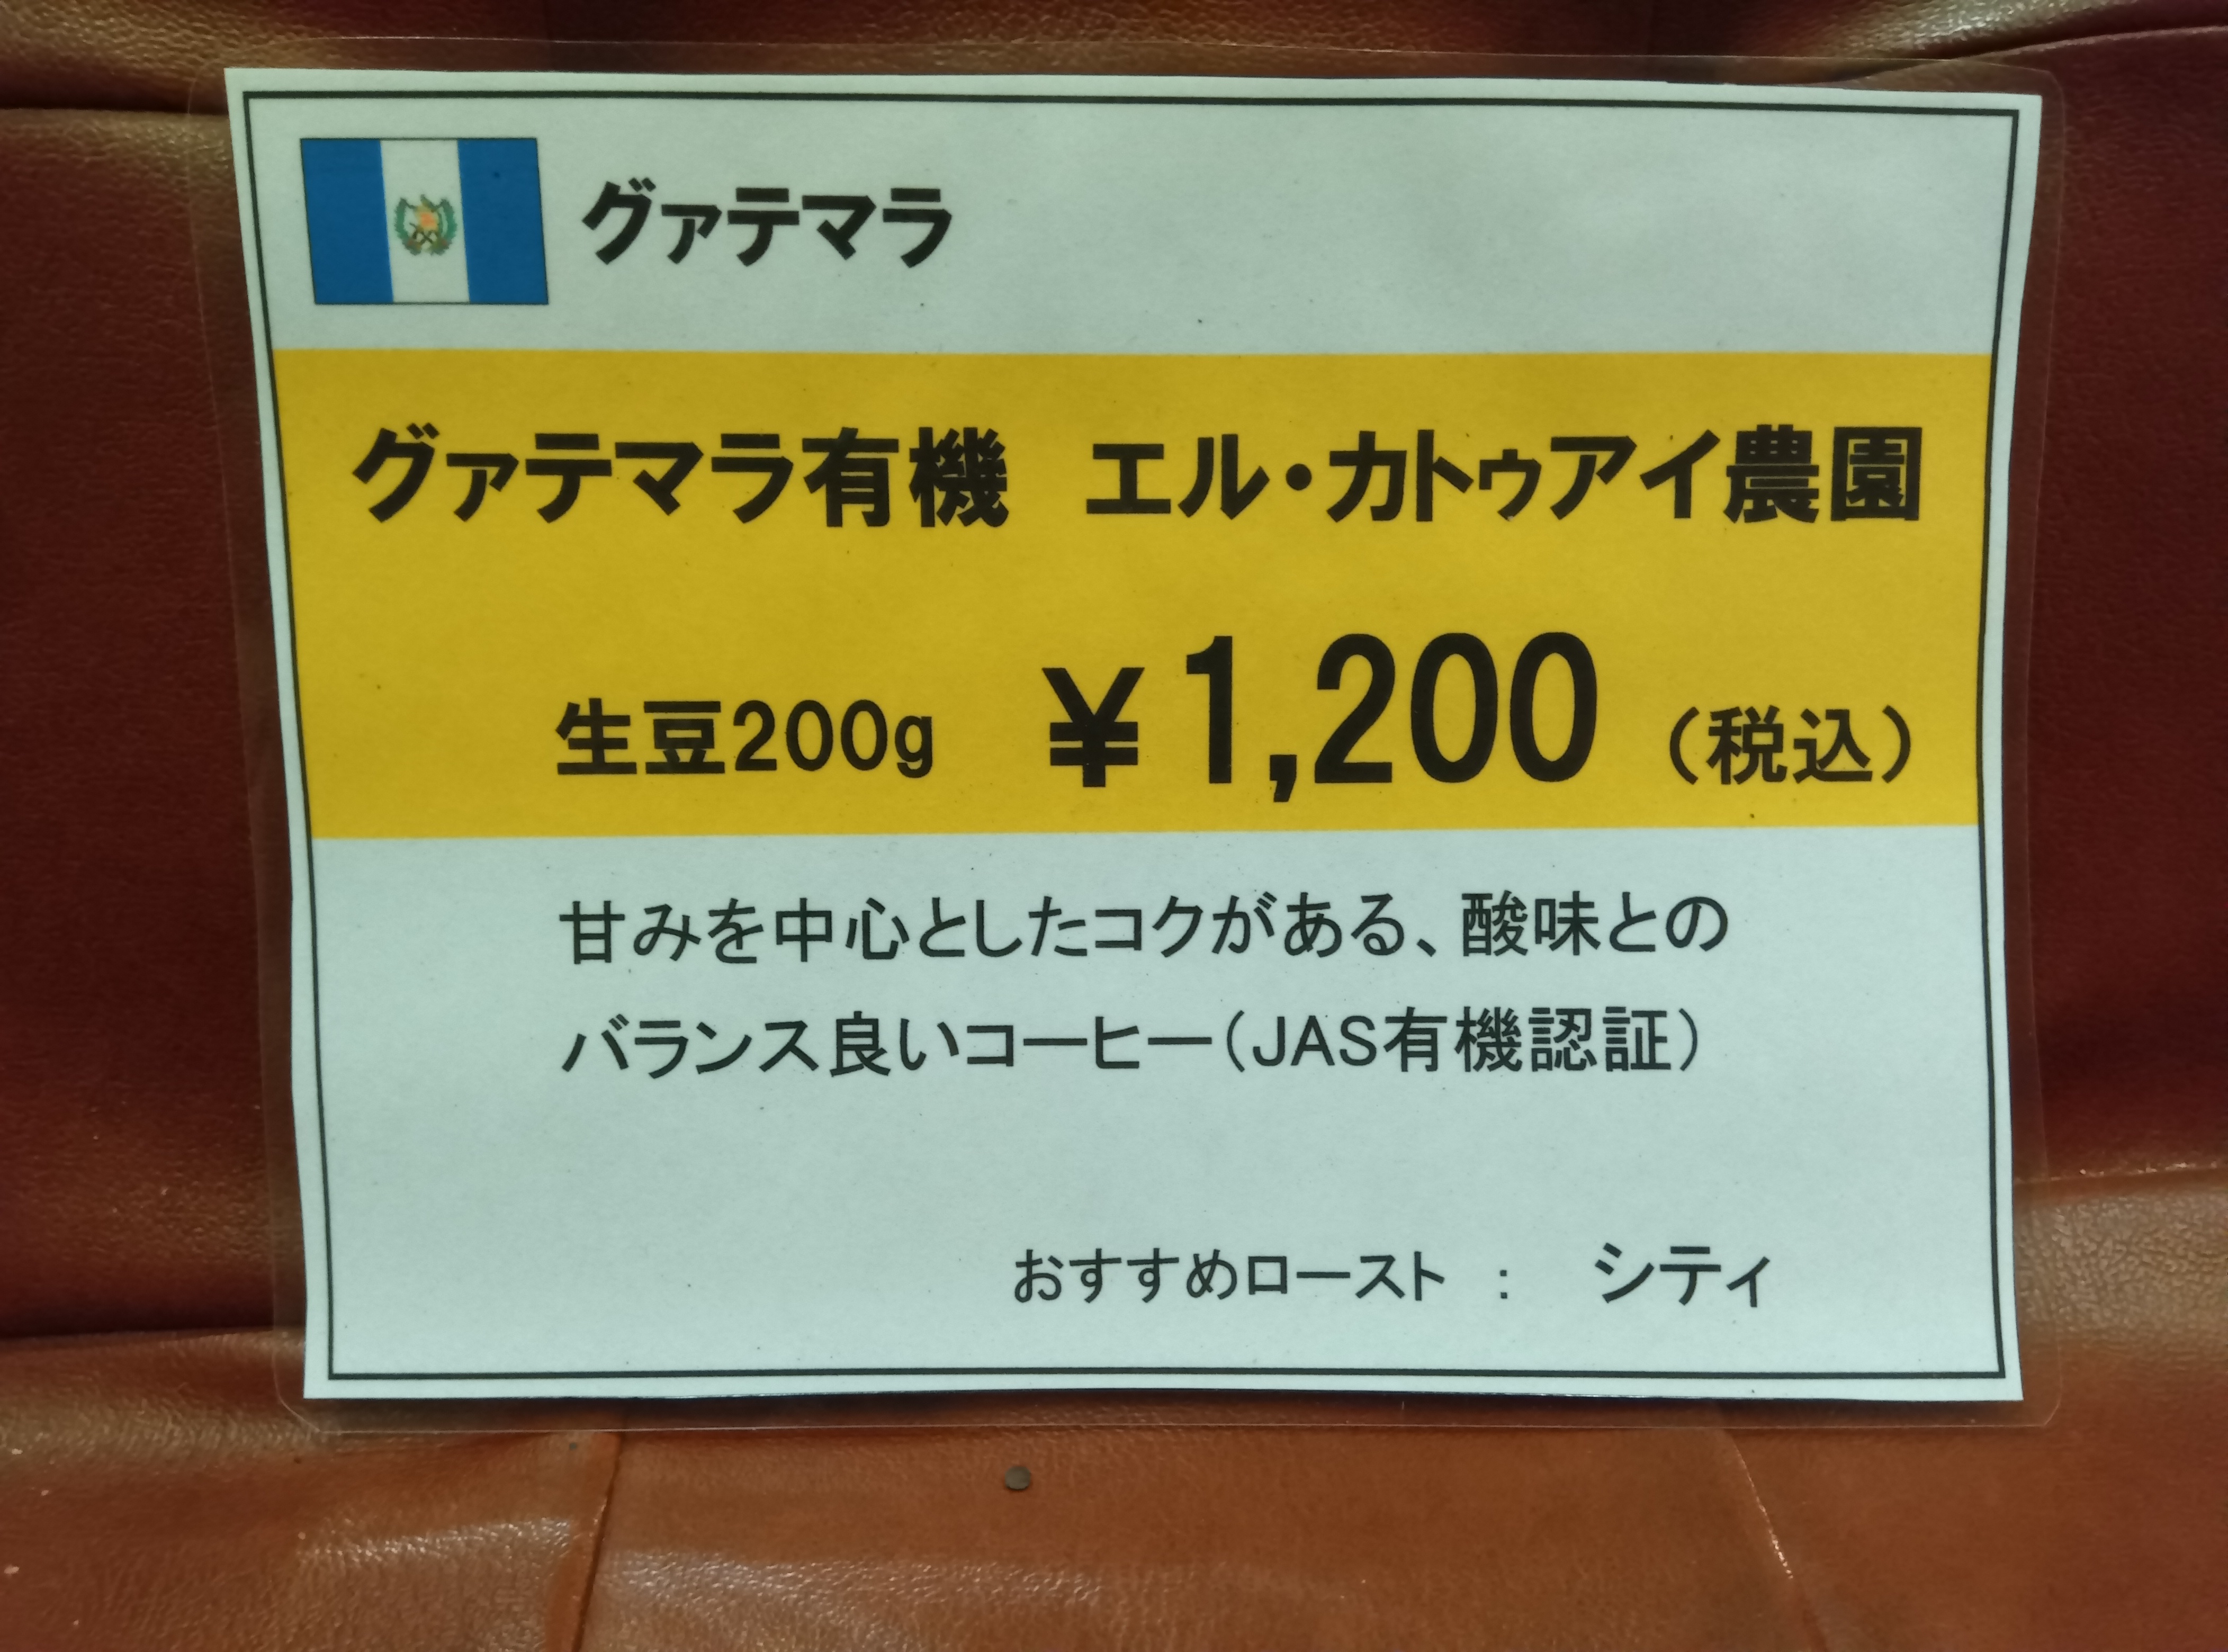 グァテマラ
グァテマラ有機　エル・カトゥアイ農園
生豆200g　¥1,200（税込）
甘みを中心としたコクがある、酸味との
バランス良いコーヒー（JAS有機認証）
おすすめロースト　：　シティ